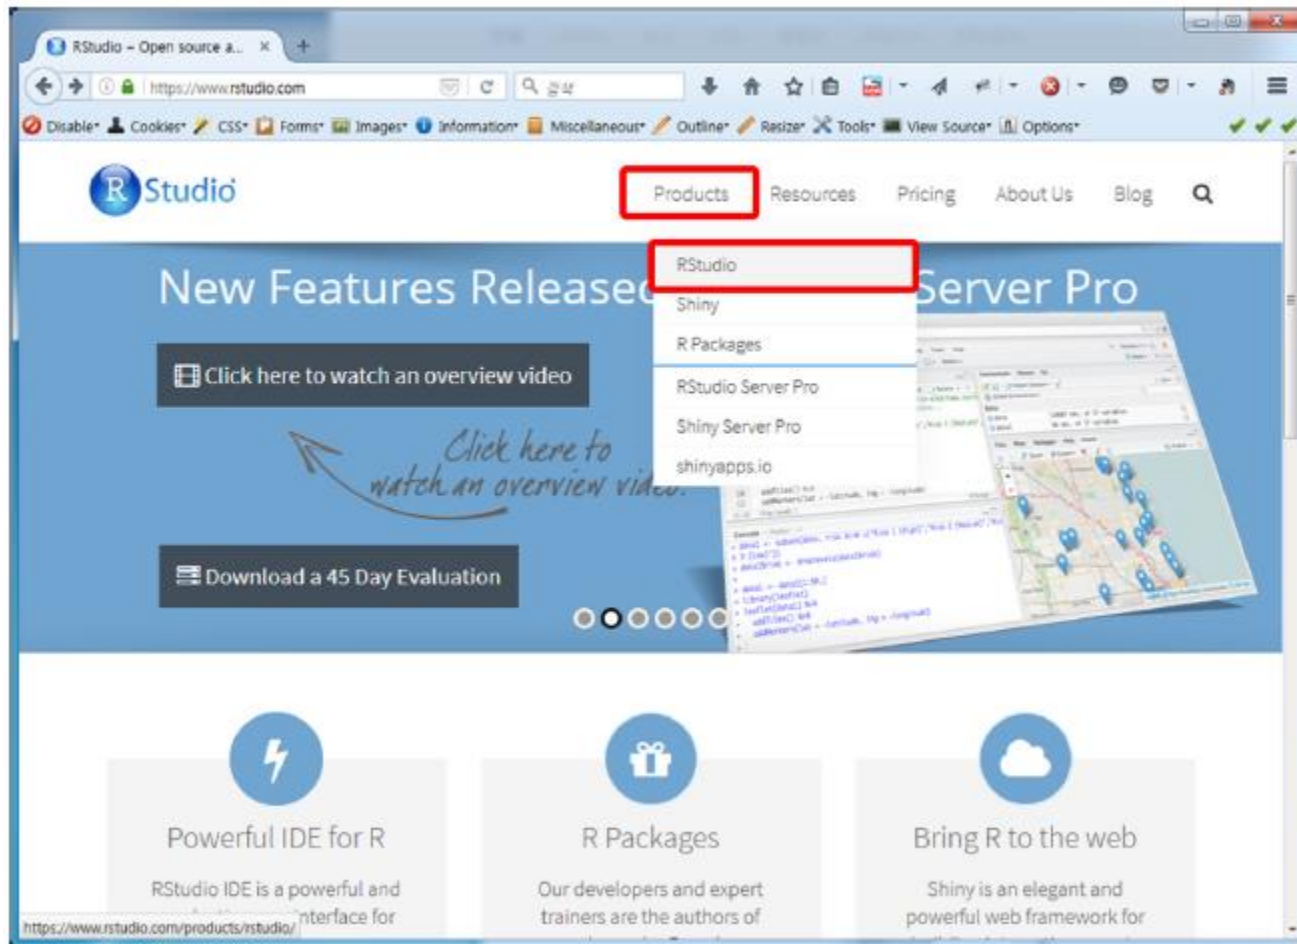 RStudio – Open source a... × +
https://www.rstudio.com
검색
Disable Cookies CSS Forms Images Information Miscellaneous Outline Resize Tools View Source Options
R Studio
Products Resources Pricing About Us Blog
RStudio
Shiny
R Packages
RStudio Server Pro
Shiny Server Pro
shinyapps.io
New Features Released Server Pro
Click here to watch an overview video
Click here to
watch an overview video.
Download a 45 Day Evaluation
Powerful IDE for R
RStudio IDE is a powerful and
interface for
R Packages
Our developers and expert
trainers are the authors of
Bring R to the web
Shiny is an elegant and
powerful web framework for
https://www.rstudio.com/products/rstudio/